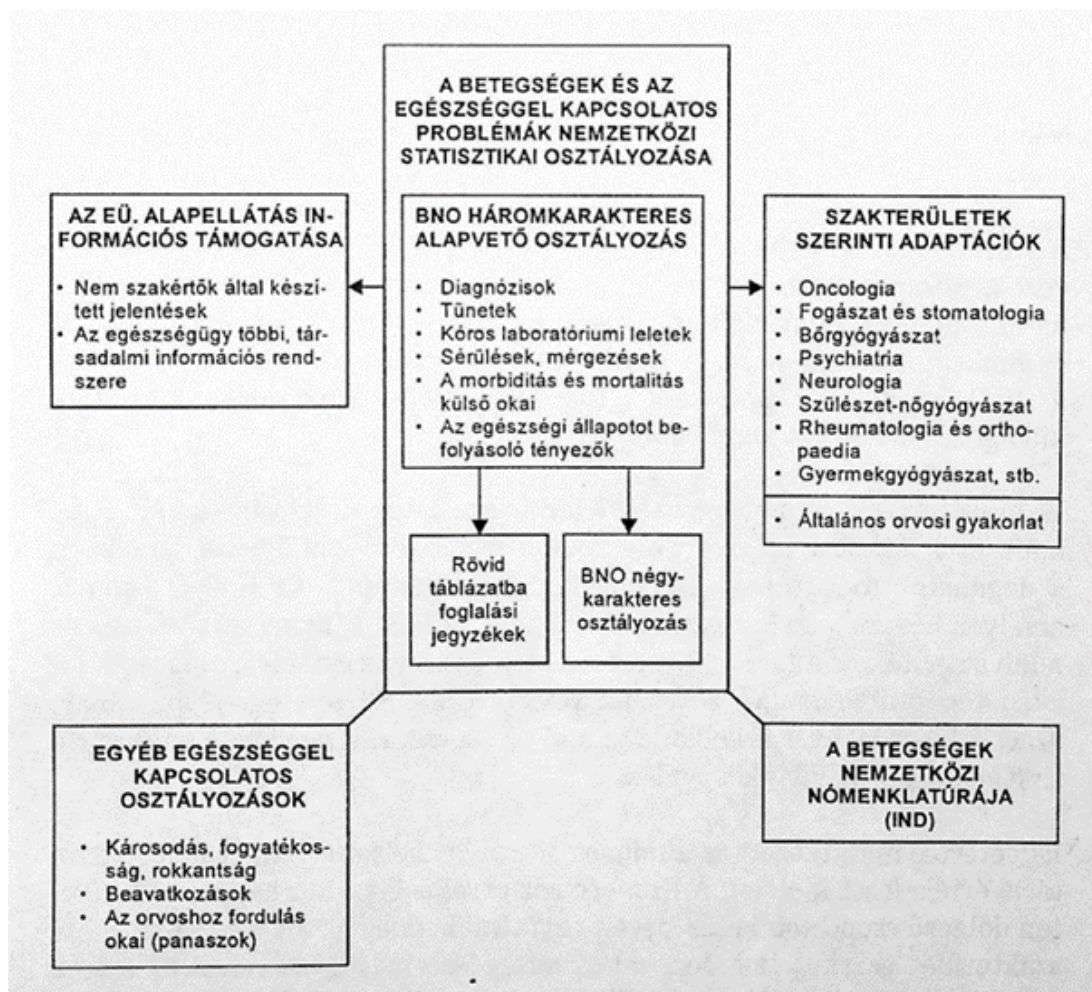 A BETEGSÉGEK ÉS AZ
EGÉSZSÉGGEL KAPCSOLATOS
PROBLÉMÁK NEMZETKÖZI
STATISZTIKAI OSZTÁLYOZÁSA
AZ EÜ. ALAPELLÁTÁS IN-
FORMÁCIÓS TÁMOGATÁSA
• Nem szakértők által készí-
tett jelentések
• Az egészségügy többi, tár-
sadalmi információs rend-
szere
BNO HÁROMKARAKTERES
ALAPVETŐ OSZTÁLYOZÁS
• Diagnózisok
• Tünetek
• Kóros laboratóriumi leletek
• Sérülések, mérgezések
• A morbiditás és mortalitás
külső okai
• Az egészségi állapotot be-
folyásoló tényezők
SZAKTERÜLETEK
SZERINTI ADAPTÁCIÓK
• Oncologia
• Fogászat és stomatologia
• Bőrgyógyászat
• Psychiatria
• Neurologia
• Szülészet-nőgyógyászat
• Rheumatologia és ortho-
paedia
• Gyermekgyógyászat, stb.
• Általános orvosi gyakorlat
Rövid
táblázatba
foglalási
jegyzékek
BNO négy-
karakteres
osztályozás
EGYÉB EGÉSZSÉGGEL
KAPCSOLATOS
OSZTÁLYOZÁSOK
• Károsodás, fogyatékos-
ság, rokkantság
• Beavatkozások
• Az orvoshoz fordulás
okai (panaszok)
A BETEGSÉGEK
NEMZETKÖZI
NÓMENKLATÚRÁJA
(IND)